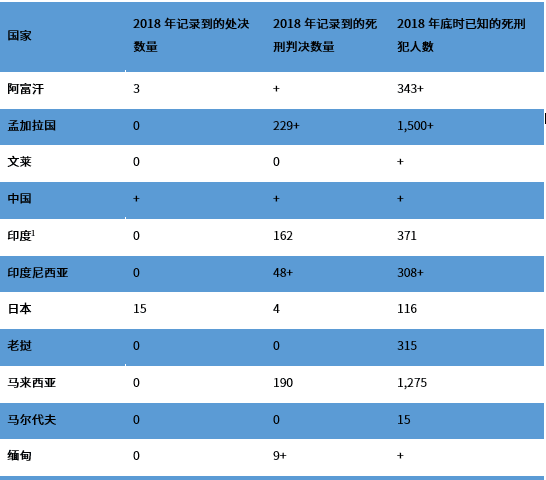 国家 2018 年记录到的处决数量 2018 年记录到的死刑判决数量 2018 年底时已知的死刑犯人数
阿富汗 3 + 343+
孟加拉国 0 229+ 1,500+
文莱 0 0 +
中国 + + +
印度1 0 162 371
印度尼西亚 0 48+ 308+
日本 15 4 116
老挝 0 0 315
马来西亚 0 190 1,275
马尔代夫 0 0 15
缅甸 0 9+ +